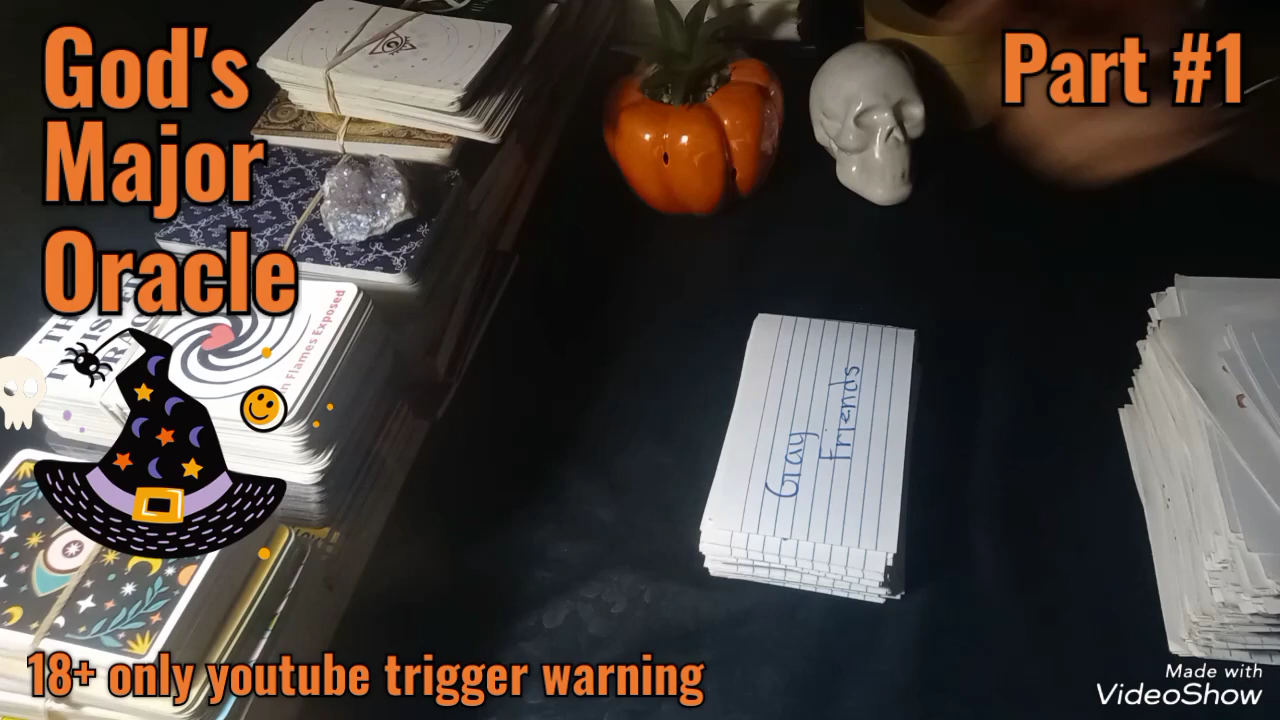 God's
Major
Oracle
Part #1
n Flames Exposed
Gray
Friends
18+ only youtube trigger warning
Made with
VideoShow